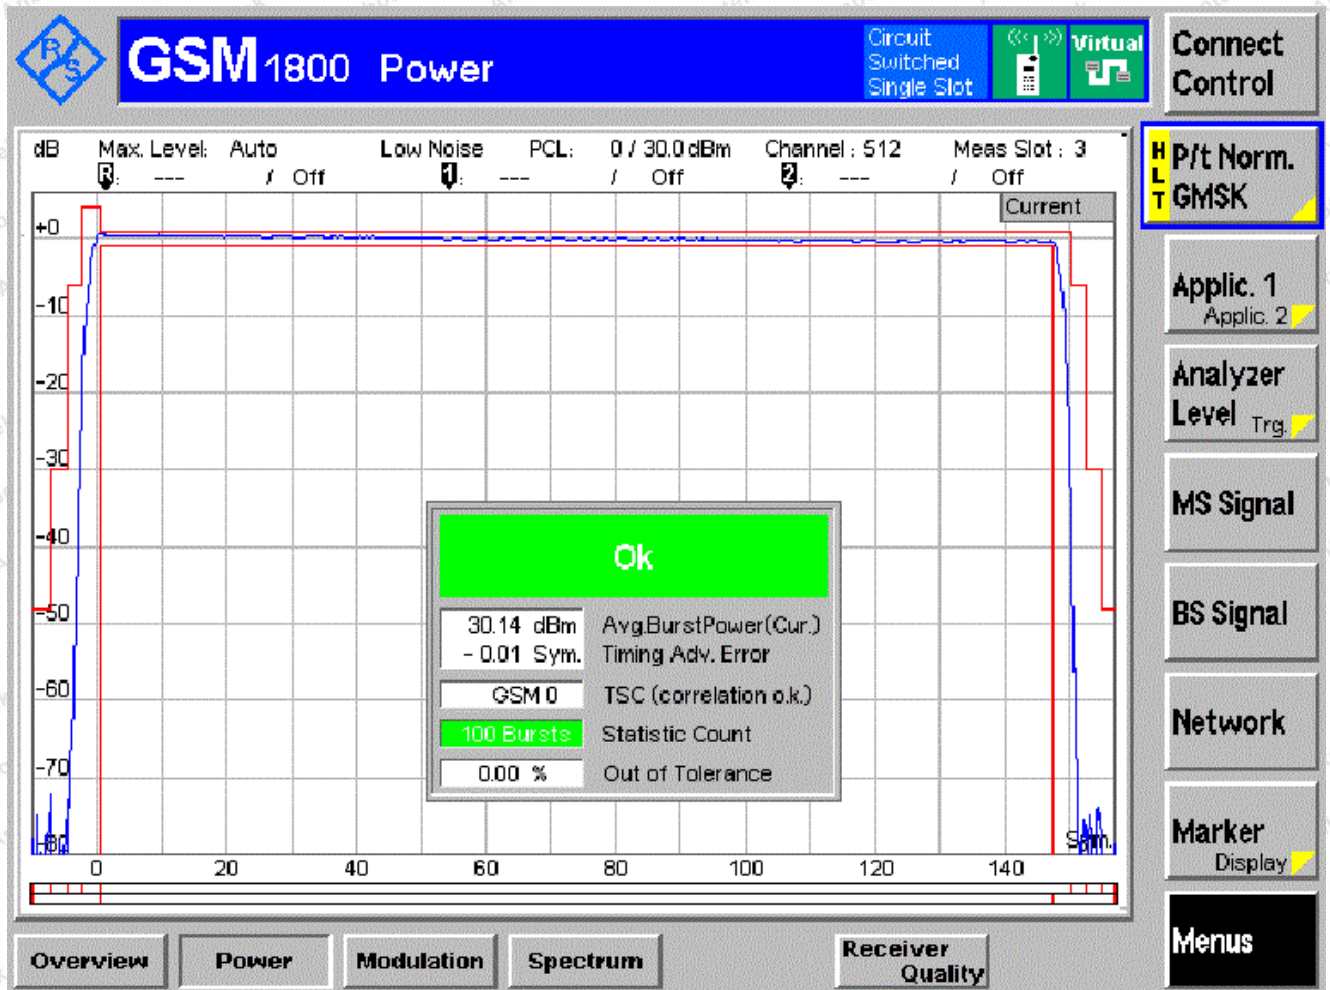 R S
GSM 1800 Power
Circuit
Switched
Single Slot
Virtual
Connect
Control
dB Max. Level: Auto Low Noise PCL: 0 / 30.0 dBm Channel : 512 Meas Slot : 3
R: --- / Off 1: --- / Off 2: --- / Off
Current
+0
-10
-20
-30
-40
-50
-60
-70
-80
Sym.
0 20 40 60 80 100 120 140
Ok
30.14 dBm Avg.BurstPower(Cur.)
- 0.01 Sym. Timing Adv. Error
GSM 0 TSC (correlation o.k.)
100 Bursts Statistic Count
0.00 % Out of Tolerance
HLT
P/t Norm.
GMSK
Applic. 1
Applic. 2
Analyzer
Level Trg.
MS Signal
BS Signal
Network
Marker
Display
Menus
Overview Power Modulation Spectrum Receiver
Quality